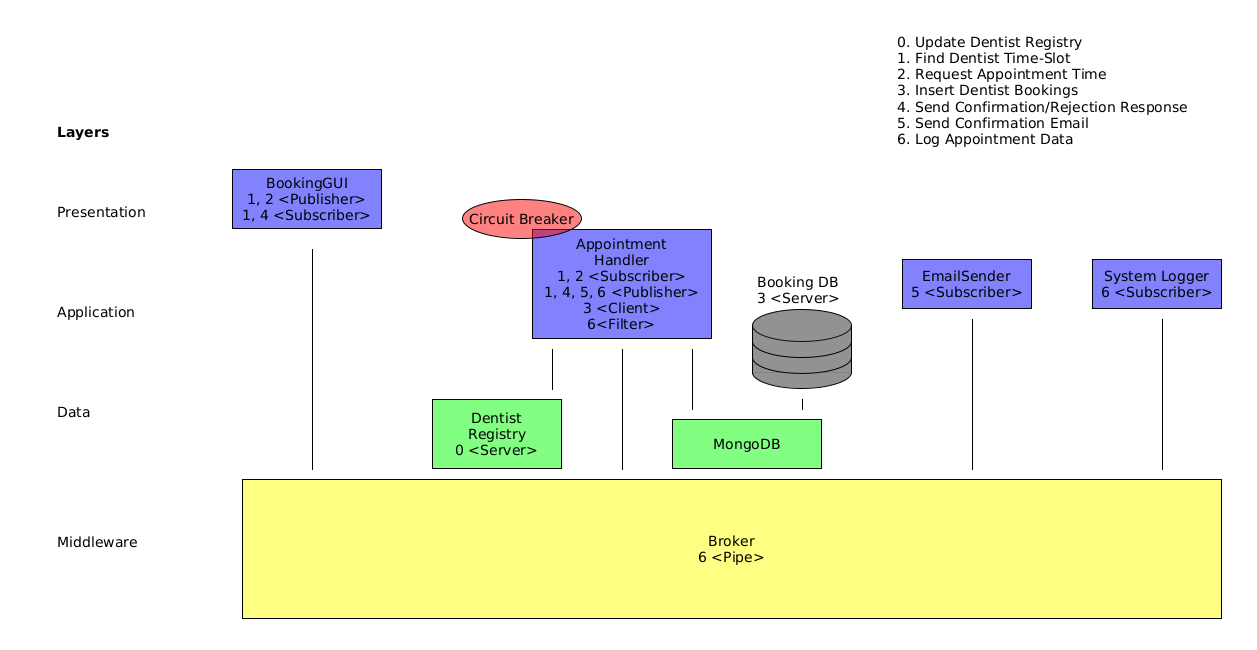 0. Update Dentist Registry
1. Find Dentist Time-Slot
2. Request Appointment Time
3. Insert Dentist Bookings
4. Send Confirmation/Rejection Response
5. Send Confirmation Email
6. Log Appointment Data
Layers
Presentation
BookingGUI
1, 2 <Publisher>
1, 4 <Subscriber>
Circuit Breaker
Application
Appointment
Handler
1, 2 <Subscriber>
1, 4, 5, 6 <Publisher>
3 <Client>
6<Filter>
Booking DB
3 <Server>
EmailSender
5 <Subscriber>
System Logger
6 <Subscriber>
Data
Dentist
Registry
0 <Server>
MongoDB
Middleware
Broker
6 <Pipe>